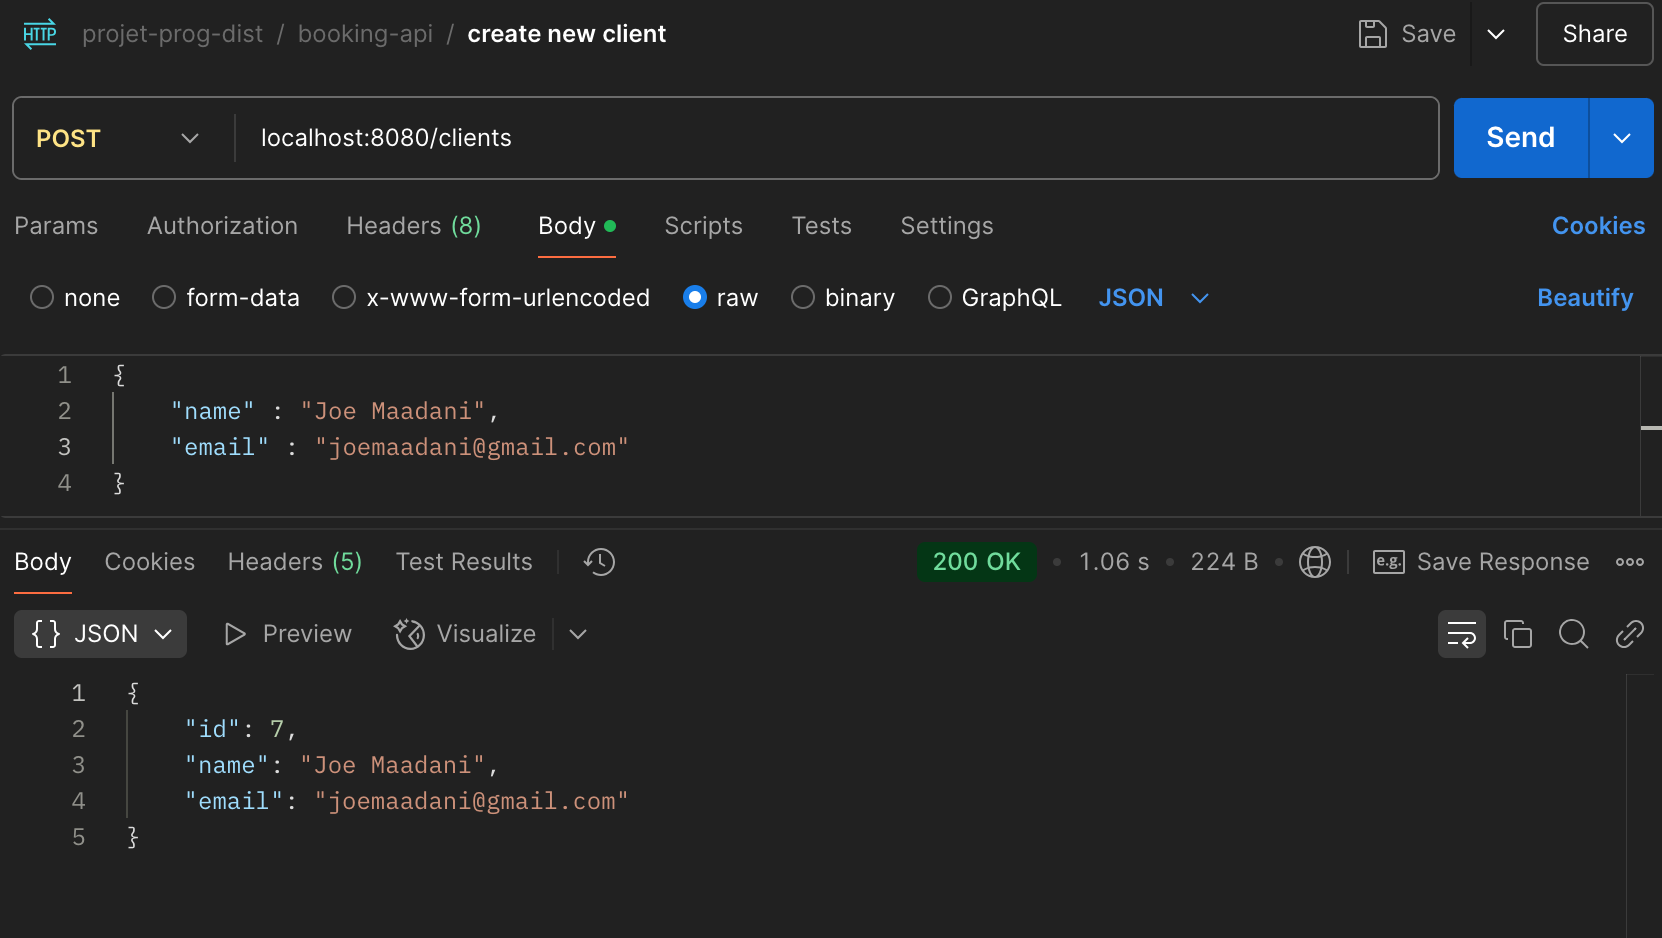 HTTP projet-prog-dist / booking-api / create new client Save Share
POST localhost:8080/clients Send
Params Authorization Headers (8) Body Scripts Tests Settings Cookies
none form-data x-www-form-urlencoded raw binary GraphQL JSON Beautify
1 {
2 "name" : "Joe Maadani",
3 "email" : "joemaadani@gmail.com"
4 }
Body Cookies Headers (5) Test Results 200 OK • 1.06 s • 224 B • e.g. Save Response
{} JSON Preview Visualize
1 {
2 "id": 7,
3 "name": "Joe Maadani",
4 "email": "joemaadani@gmail.com"
5 }